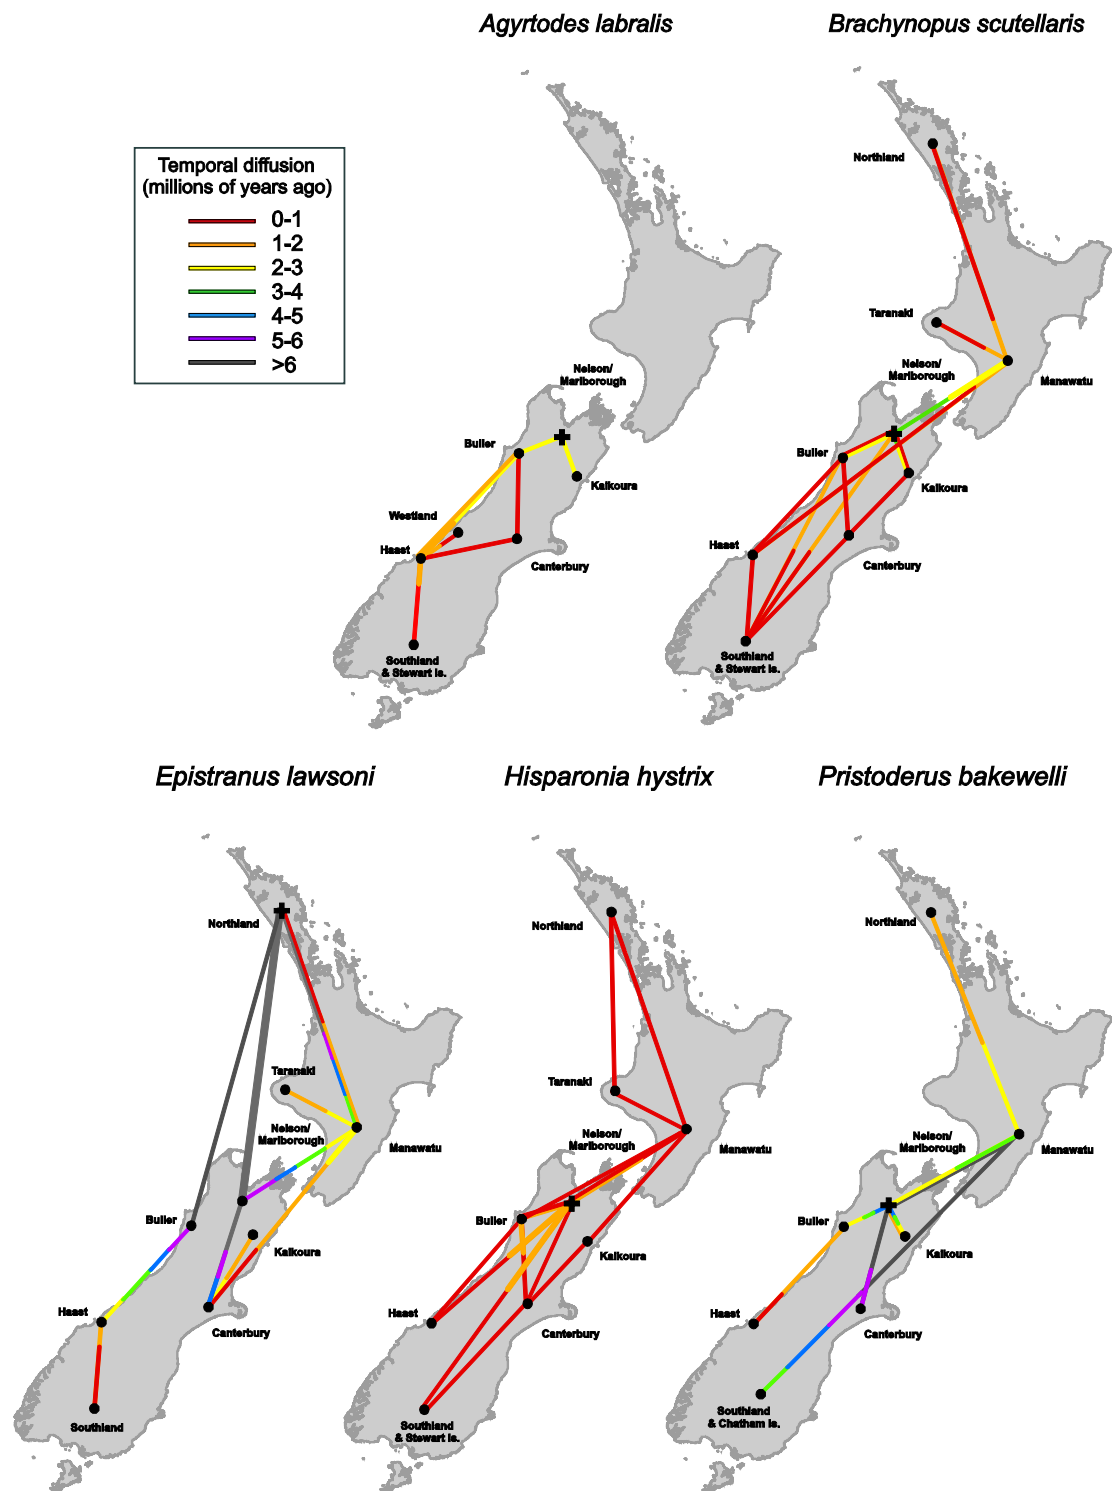 Agyrtodes labralis
Brachynopus scutellaris
Temporal diffusion
(millions of years ago)
0-1
1-2
2-3
3-4
4-5
5-6
>6
Nelson/
Marlborough
Buller
Kaikoura
Westland
Haast
Canterbury
Southland
& Stewart Is.
Northland
Taranaki
Nelson/
Marlborough
Manawatu
Buller
Kaikoura
Haast
Canterbury
Southland
& Stewart Is.
Epistranus lawsoni
Hisparonia hystrix
Pristoderus bakewelli
Northland
Taranaki
Nelson/
Marlborough
Manawatu
Buller
Kaikoura
Haast
Canterbury
Southland
Northland
Taranaki
Nelson/
Marlborough
Manawatu
Buller
Kaikoura
Haast
Canterbury
Southland
& Stewart Is.
Northland
Nelson/
Marlborough
Manawatu
Buller
Kaikoura
Haast
Canterbury
Southland
& Chatham Is.